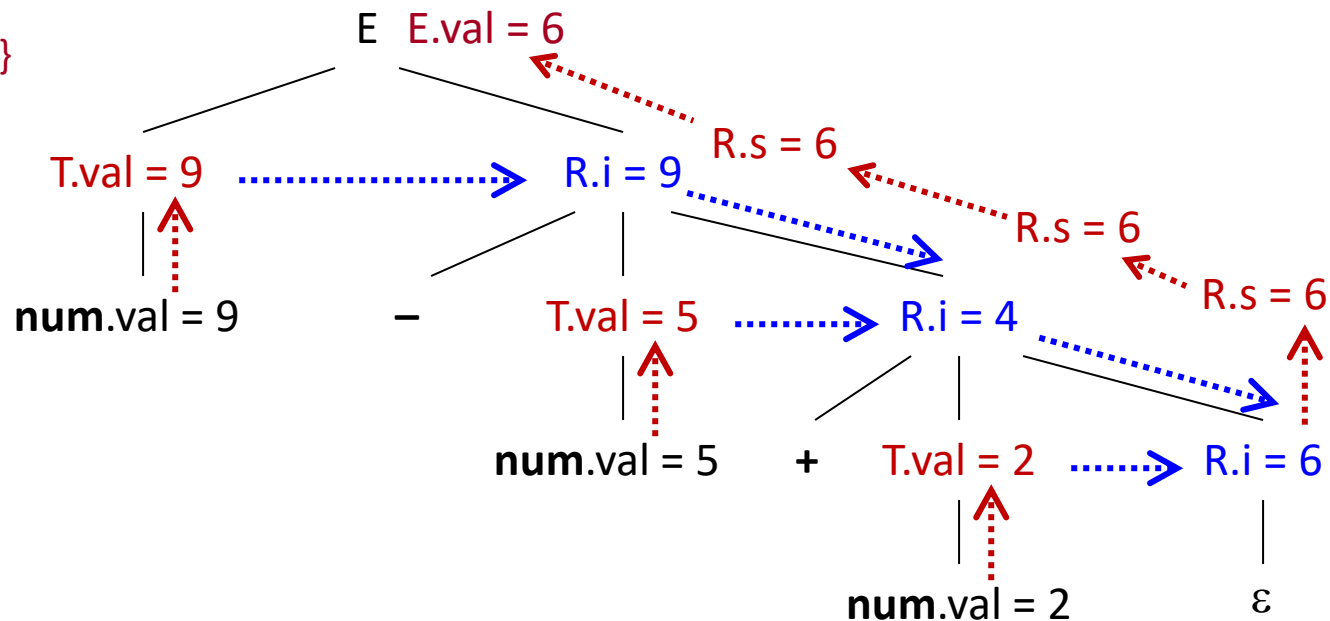 E E.val = 6
}
R.s = 6
T.val = 9 R.i = 9
R.s = 6
R.s = 6
num.val = 9 – T.val = 5 R.i = 4
num.val = 5 + T.val = 2 R.i = 6
num.val = 2 ε